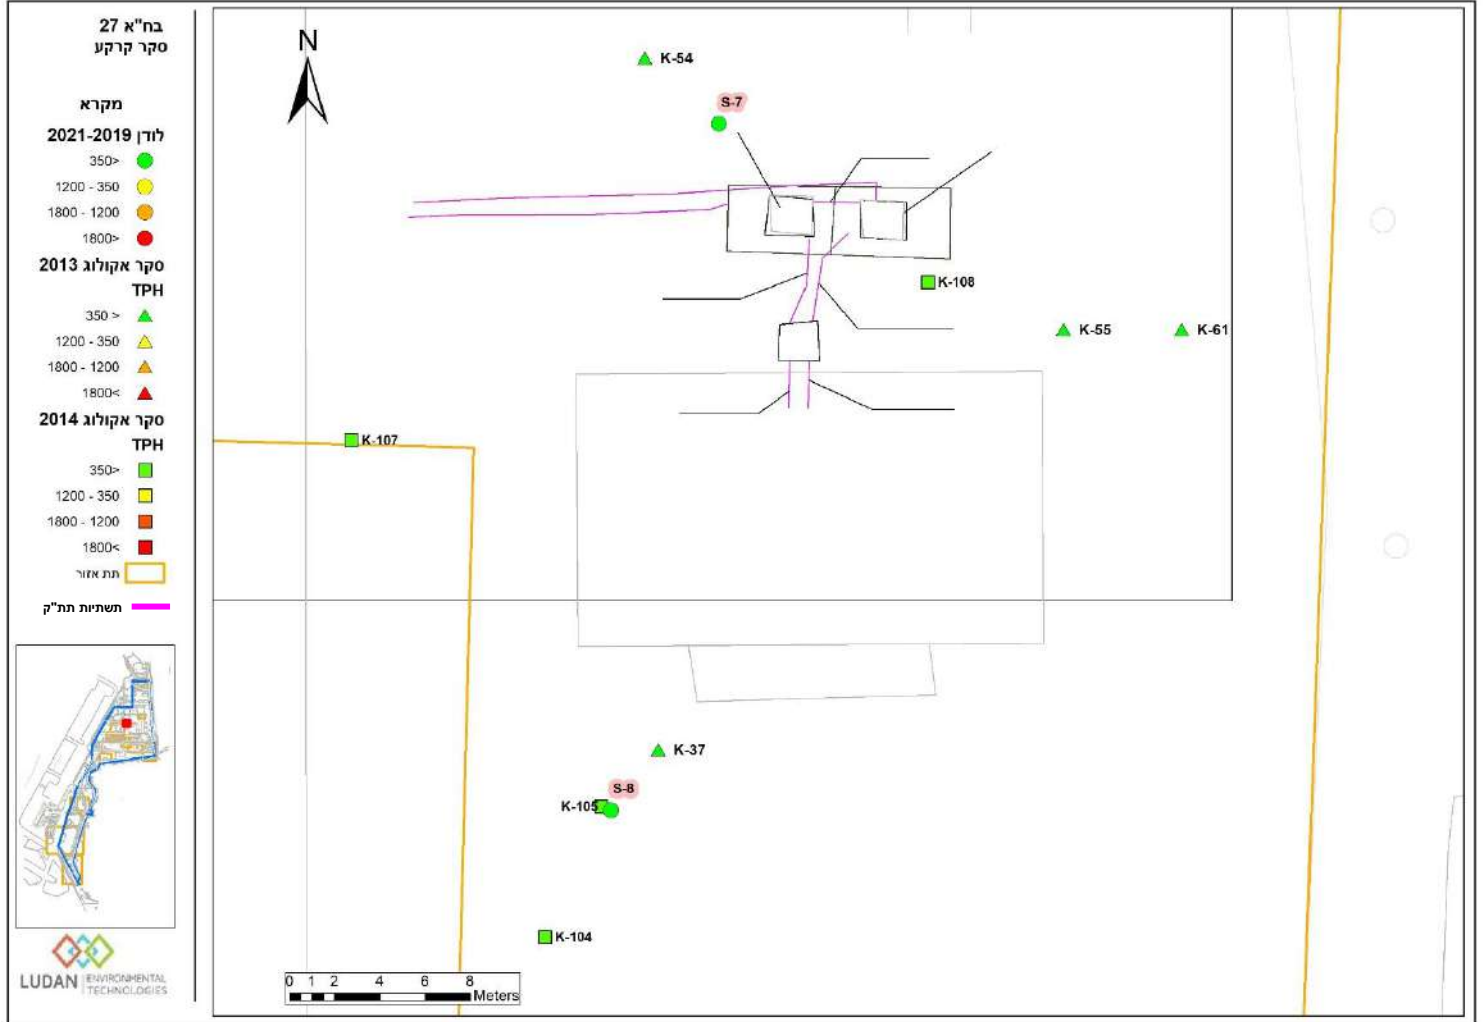 בח"א 27
סקר קרקע
מקרא
לודן 2021-2019
350>
1200 - 350
1800 - 1200
1800>
סקר אקולוג 2013
TPH
350 >
1200 - 350
1800 - 1200
1800<
סקר אקולוג 2014
TPH
350>
1200 - 350
1800 - 1200
1800<
תת אזור
תשתיות תת"ק
LUDAN ENVIRONMENTAL
TECHNOLOGIES
N
K-54
S-7
K-108
K-55
K-61
K-107
K-37
S-8
K-105
K-104
0 1 2 4 6 8
Meters